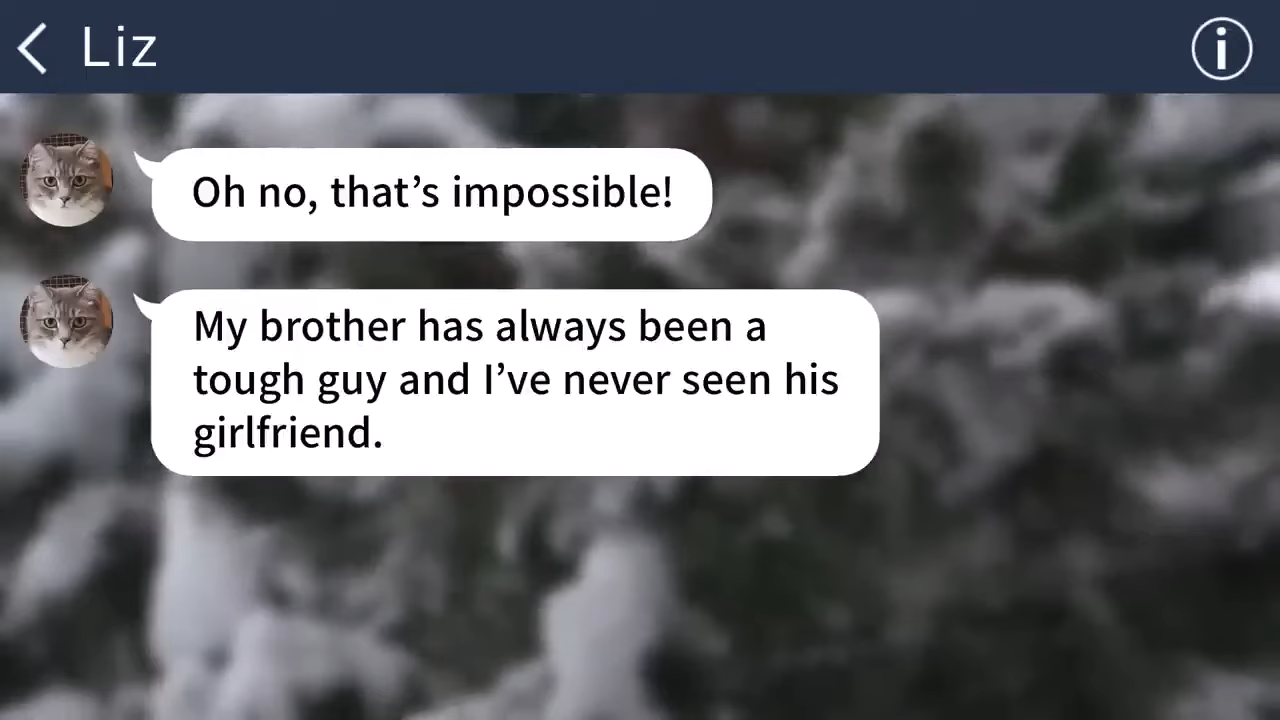 Liz
Oh no, that’s impossible!
My brother has always been a
tough guy and I’ve never seen his
girlfriend.